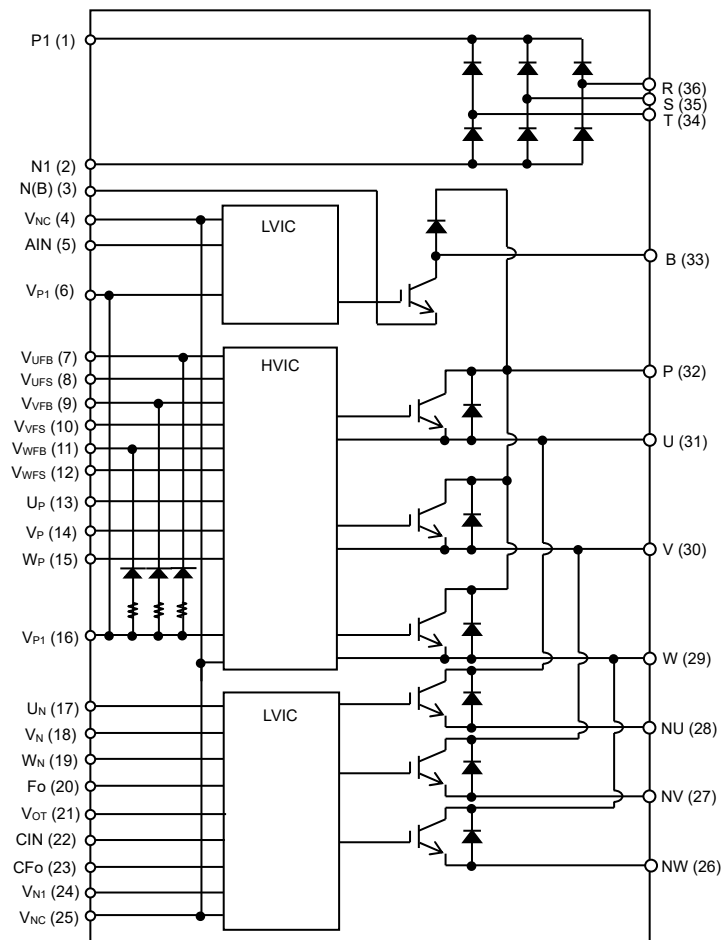 P1 (1)
N1 (2)
N(B) (3)
VNC (4)
AIN (5)
VP1 (6)
VUFB (7)
VUFS (8)
VVFB (9)
VVFS (10)
VWFB (11)
VWFS (12)
UP (13)
VP (14)
WP (15)
VP1 (16)
UN (17)
VN (18)
WN (19)
Fo (20)
VOT (21)
CIN (22)
CFo (23)
VN1 (24)
VNC (25)
LVIC
HVIC
LVIC
R (36)
S (35)
T (34)
B (33)
P (32)
U (31)
V (30)
W (29)
NU (28)
NV (27)
NW (26)